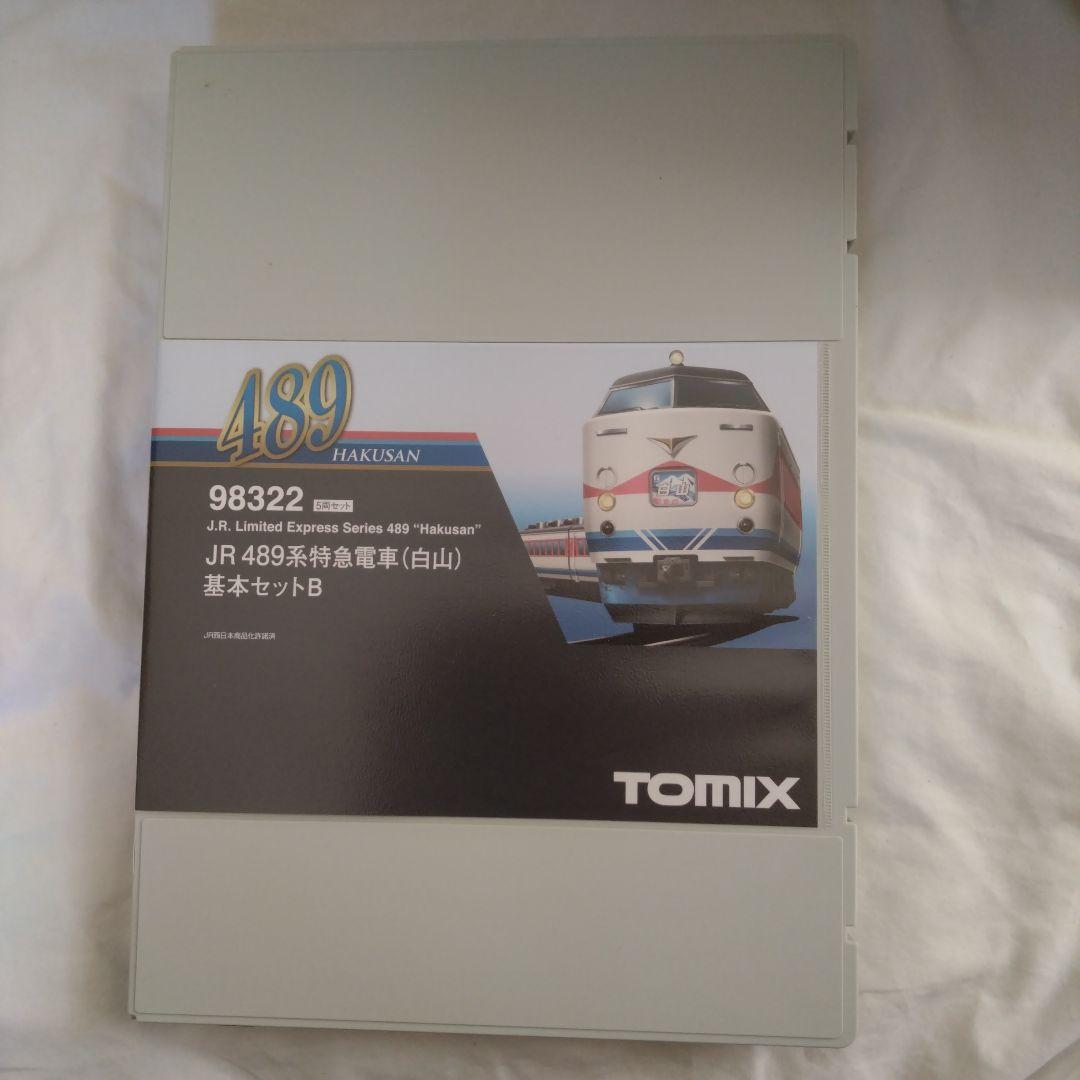 489
HAKUSAN
98322 5両セット
J.R. Limited Express Series 489 “Hakusan”
JR 489系特急電車(白山)
基本セットB
JR西日本商品化許諾済
白山
TOMIX